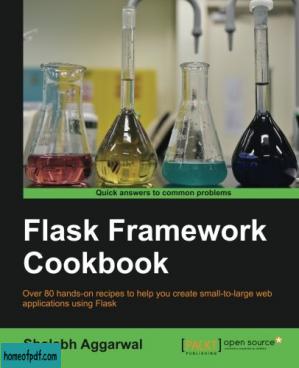 Quick answers to common problems
Flask Framework
Cookbook
Over 80 hands-on recipes to help you create small-to-large web
applications using Flask
Shalabh Aggarwal
[PACKT] open source*
PUBLISHING
homeofpdf.com